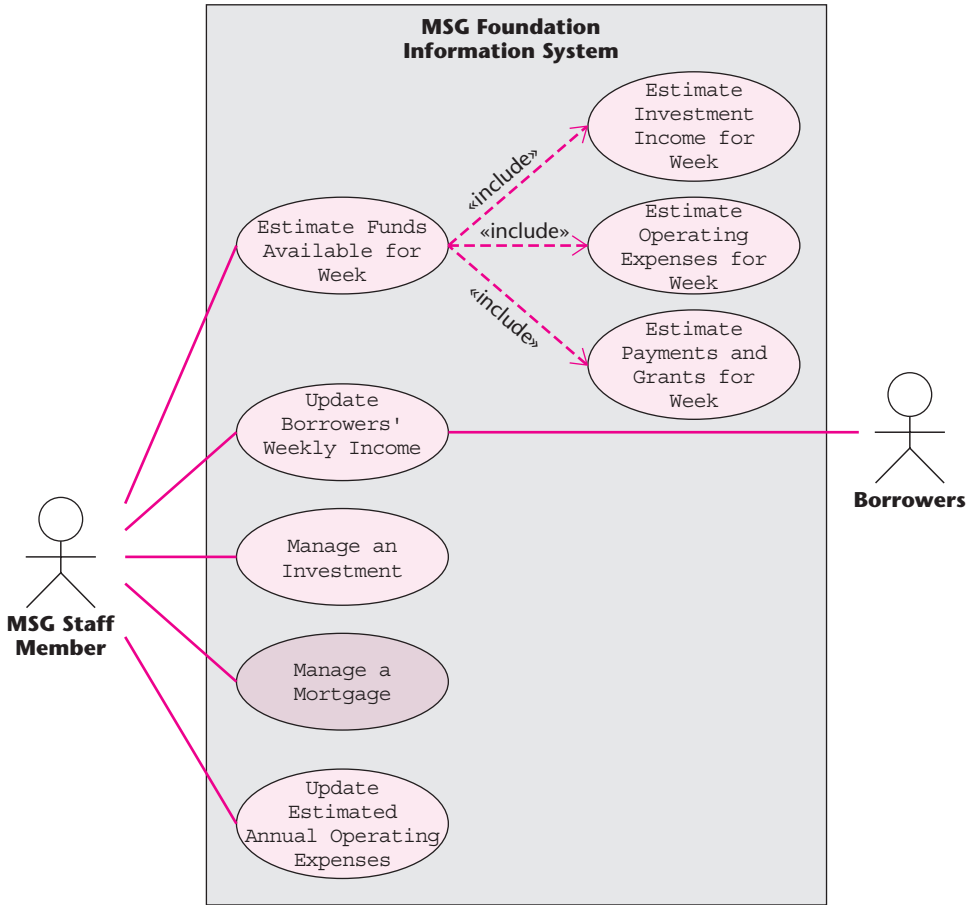 MSG Foundation
Information System
Estimate
Investment
Income for
Week
«include»
Estimate Funds
Available for
Week
«include»
Estimate
Operating
Expenses for
Week
«include»
Estimate
Payments and
Grants for
Week
Update
Borrowers'
Weekly Income
Borrowers
Manage an
Investment
MSG Staff
Member
Manage a
Mortgage
Update
Estimated
Annual Operating
Expenses